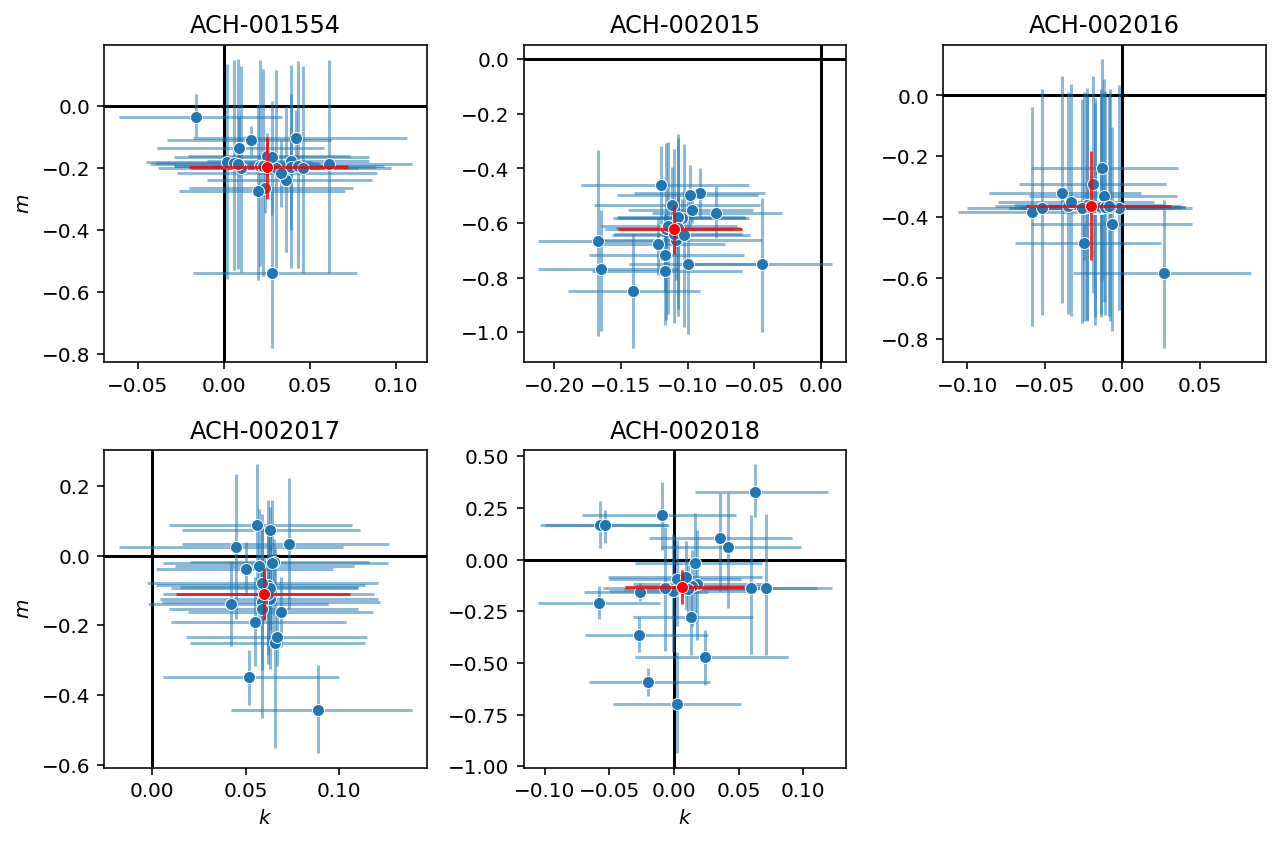 ACH-001554 ACH-002015 ACH-002016
0.0 0.0 0.0
−0.2 −0.2 −0.2
−0.4 −0.4 −0.4
−0.6 −0.6 −0.6
−0.8 −0.8 −0.8
−1.0
m
−0.05 0.00 0.05 0.10 −0.20 −0.15 −0.10 −0.05 0.00 −0.10 −0.05 0.00 0.05
ACH-002017 ACH-002018
0.2 0.50
0.0 0.25
−0.2 0.00
−0.4 −0.25
−0.6 −0.50
−0.75
−1.00
m
0.00 0.05 0.10 −0.10 −0.05 0.00 0.05 0.10
k k